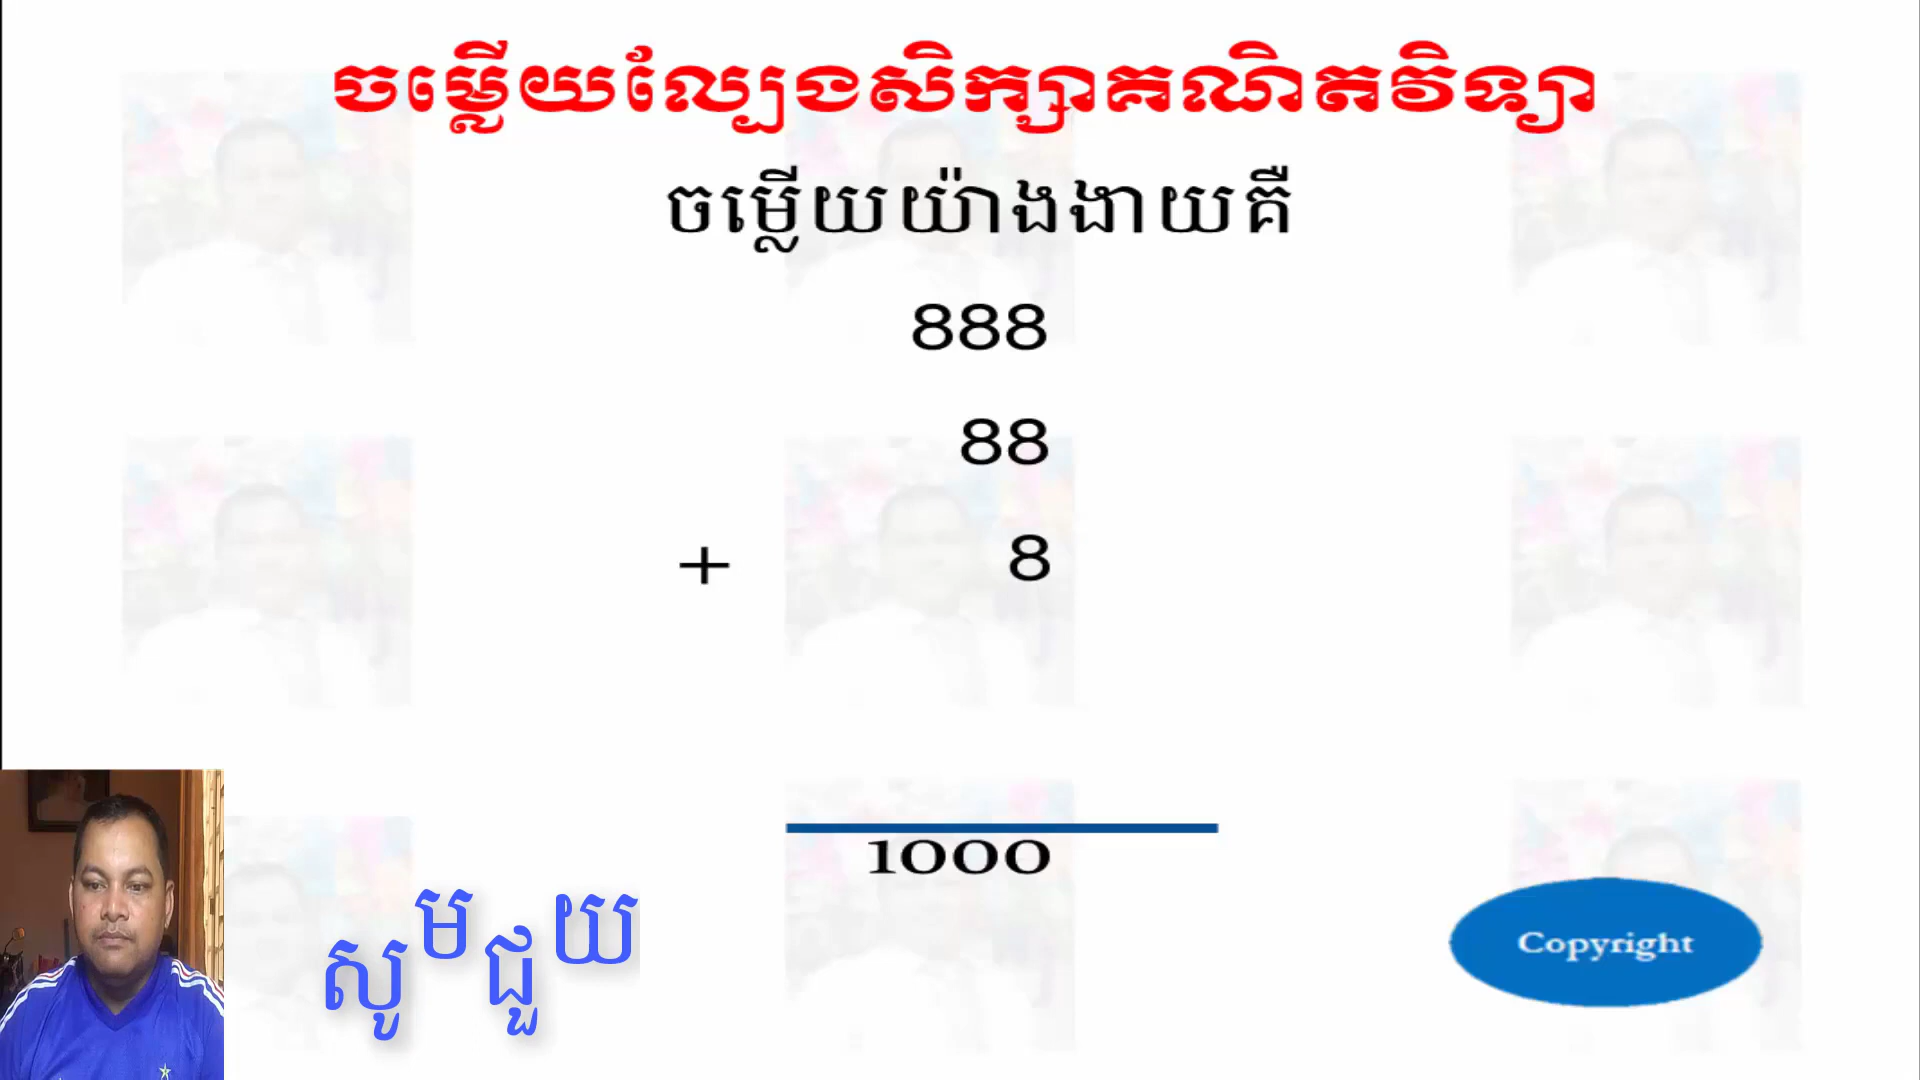 ចម្លើយល្បែងសិក្សាគណិតវិទ្យា
ចម្លើយយ៉ាងងាយគឺ
888
88
+ 8
1000
សូមជួយ
Copyright